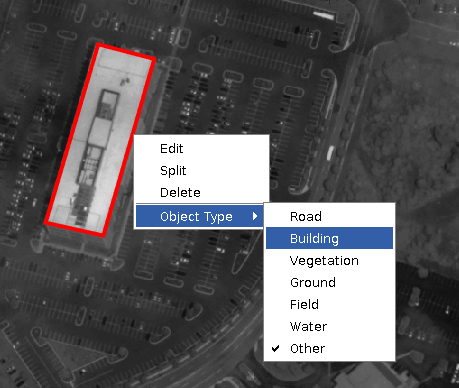 Edit
Split
Delete
Object Type
Road
Building
Vegetation
Ground
Field
Water
Other